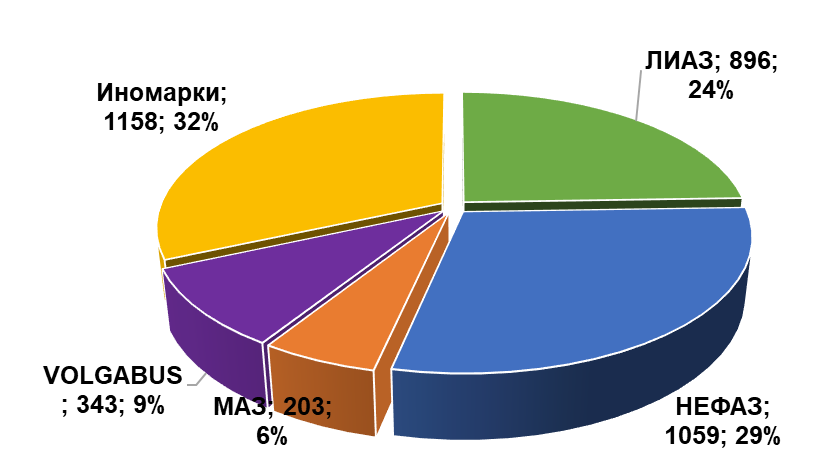 ЛИАЗ; 896;
24%
Иномарки;
1158; 32%
VOLGABUS
; 343; 9%
МАЗ; 203;
6%
НЕФАЗ;
1059; 29%